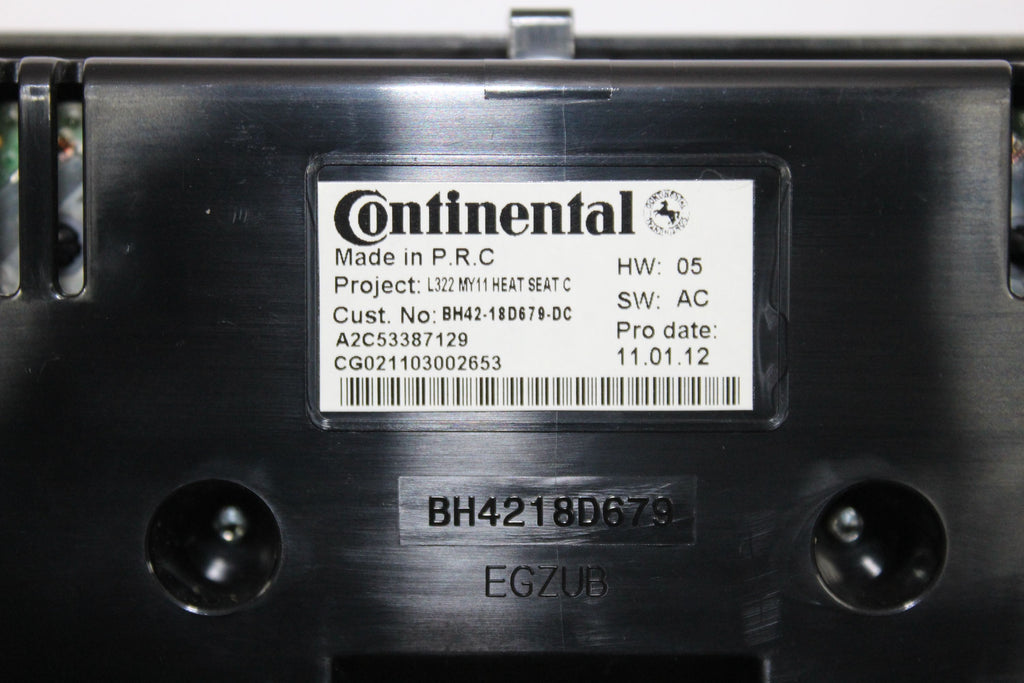 Continental
Made in P.R.C
Project: L322 MY11 HEAT SEAT C
Cust. No: BH42-18D679-DC
A2C53387129
CG021103002653
HW: 05
SW: AC
Pro date:
11.01.12
BH4218D679
EGZUB